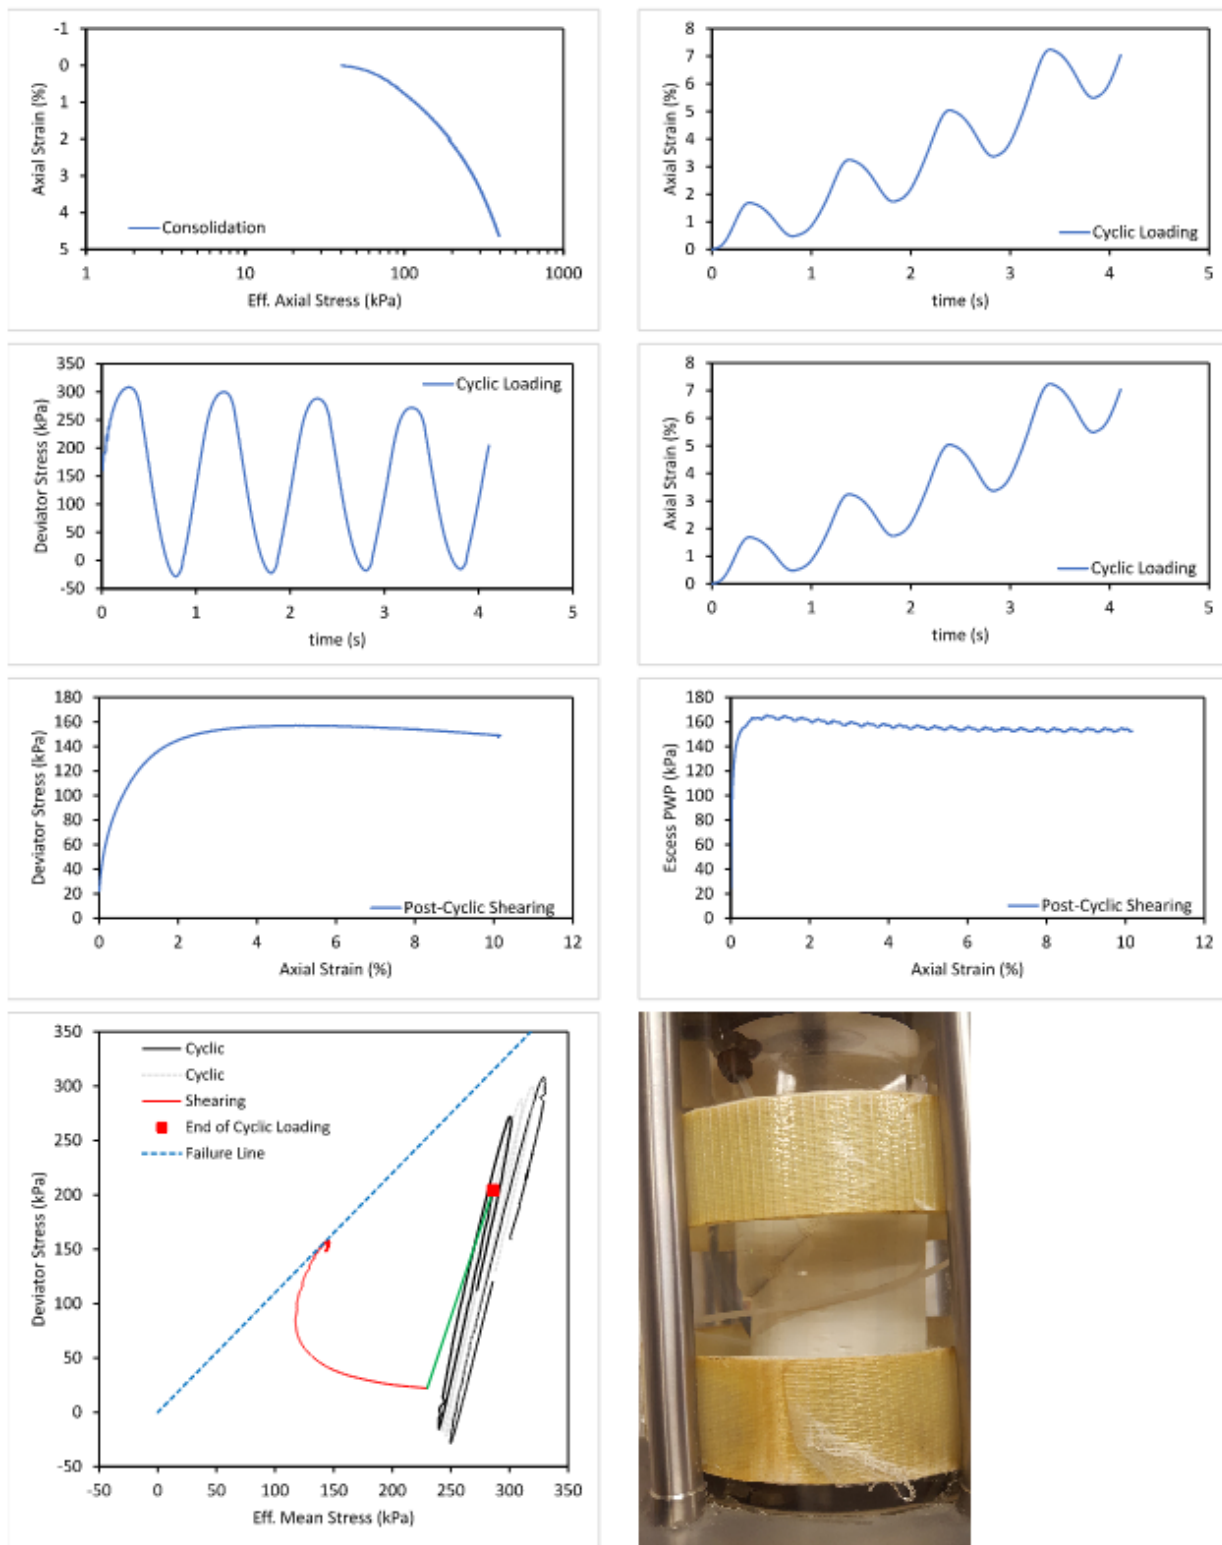 -1
0
1
2
3
4
5
Axial Strain (%)
Consolidation
1 10 100 1000
Eff. Axial Stress (kPa)
8
7
6
5
4
3
2
1
0
Axial Strain (%)
Cyclic Loading
0 1 2 3 4 5
time (s)
350
300
250
200
150
100
50
0
-50
Deviator Stress (kPa)
Cyclic Loading
0 1 2 3 4 5
time (s)
8
7
6
5
4
3
2
1
0
Axial Strain (%)
Cyclic Loading
0 1 2 3 4 5
time (s)
180
160
140
120
100
80
60
40
20
0
Deviator Stress (kPa)
Post-Cyclic Shearing
0 2 4 6 8 10 12
Axial Strain (%)
180
160
140
120
100
80
60
40
20
0
Escess PWP (kPa)
Post-Cyclic Shearing
0 2 4 6 8 10 12
Axial Strain (%)
350
300
250
200
150
100
50
0
-50
Deviator Stress (kPa)
Cyclic
Cyclic
Shearing
End of Cyclic Loading
Failure Line
-50 0 50 100 150 200 250 300 350
Eff. Mean Stress (kPa)